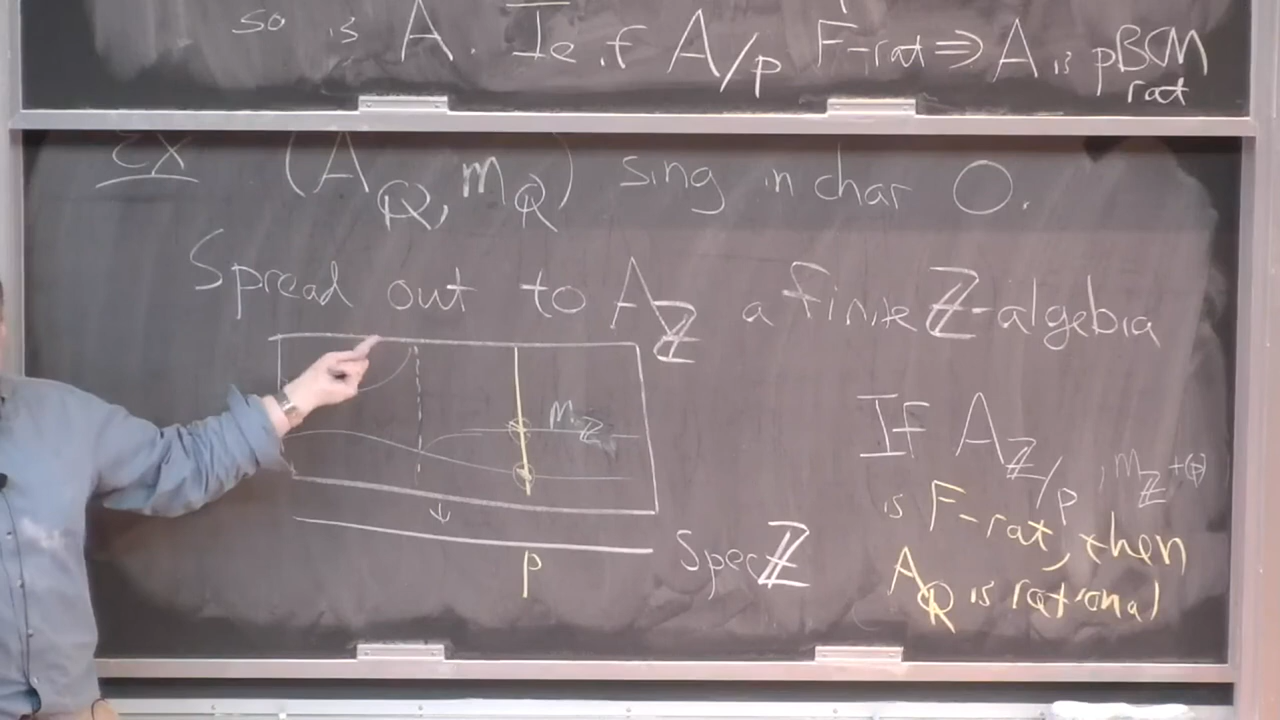 so is A. Ie if A/p F-rat ⇒ A is pBCM
rat
Ex (A_Q, m_Q) sing in char 0.
Spread out to A_Z a finite Z-algebra
m_Z
If A_Z/p, m_Z+(p)
is F-rat, then
A_Q is rational
Spec Z
p